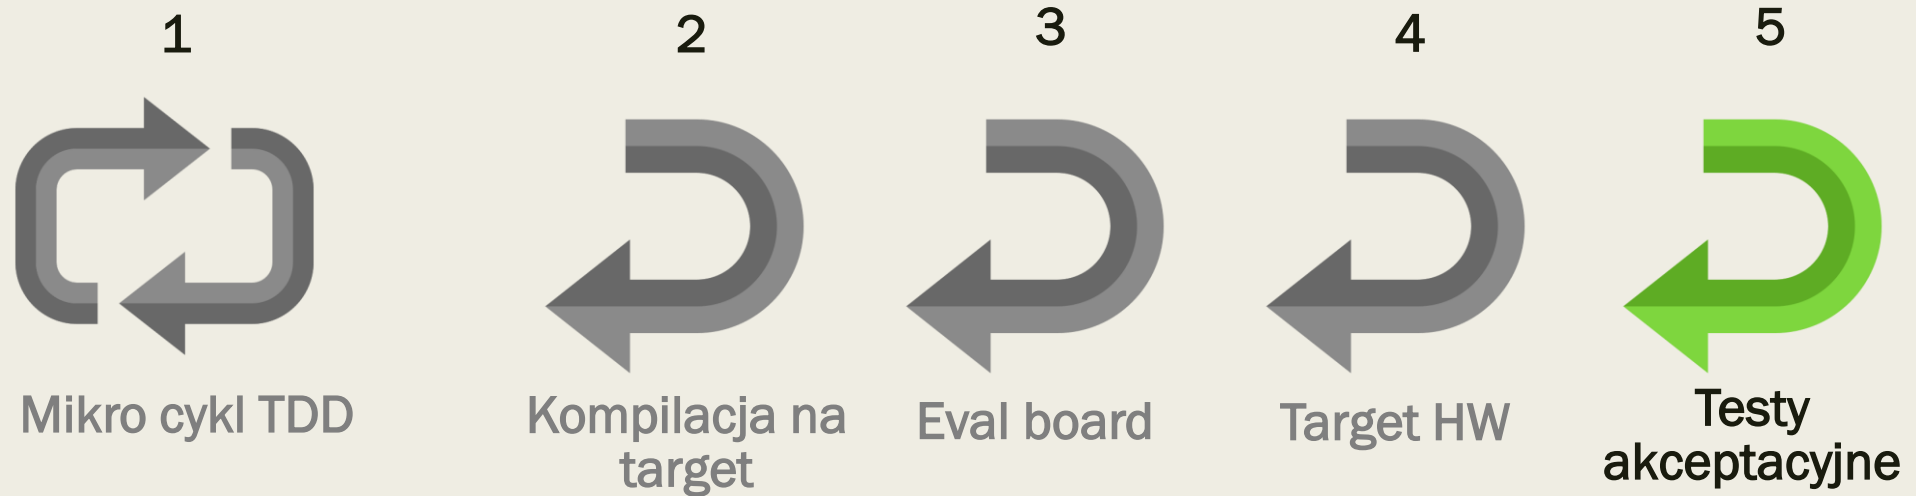 1
2
3
4
5
Mikro cykl TDD
Kompilacja na
target
Eval board
Target HW
Testy
akceptacyjne